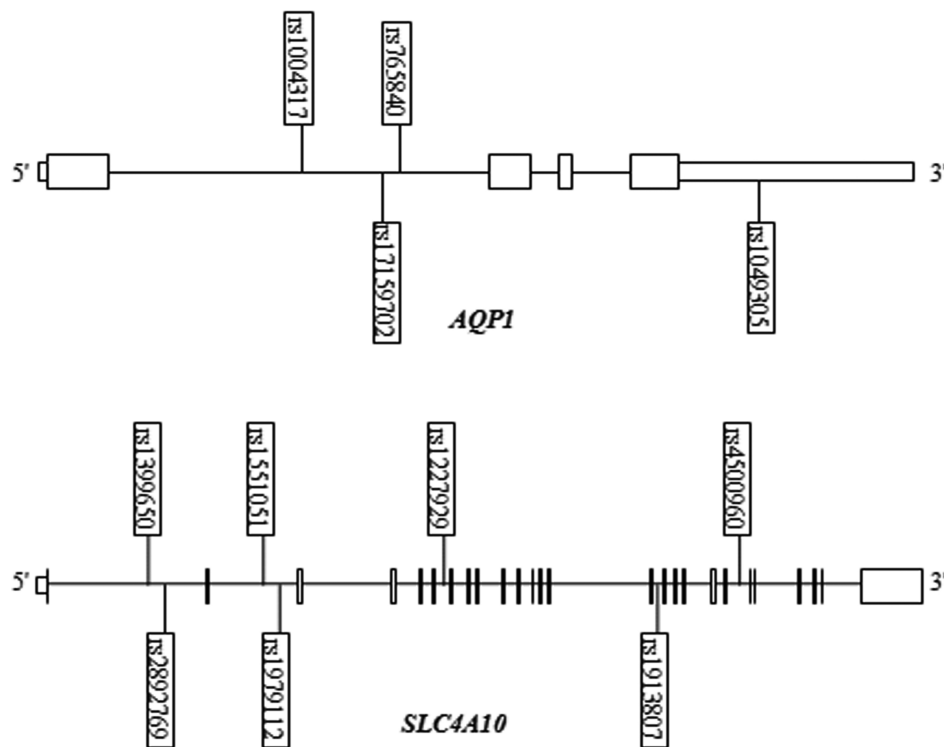 rs1004317
rs765840
5'
3'
rs17159702
rs1049305
AQP1
rs1399650
rs1551051
rs1227929
rs4500960
5'
3'
rs2892769
rs1979112
rs1913807
SLC4A10